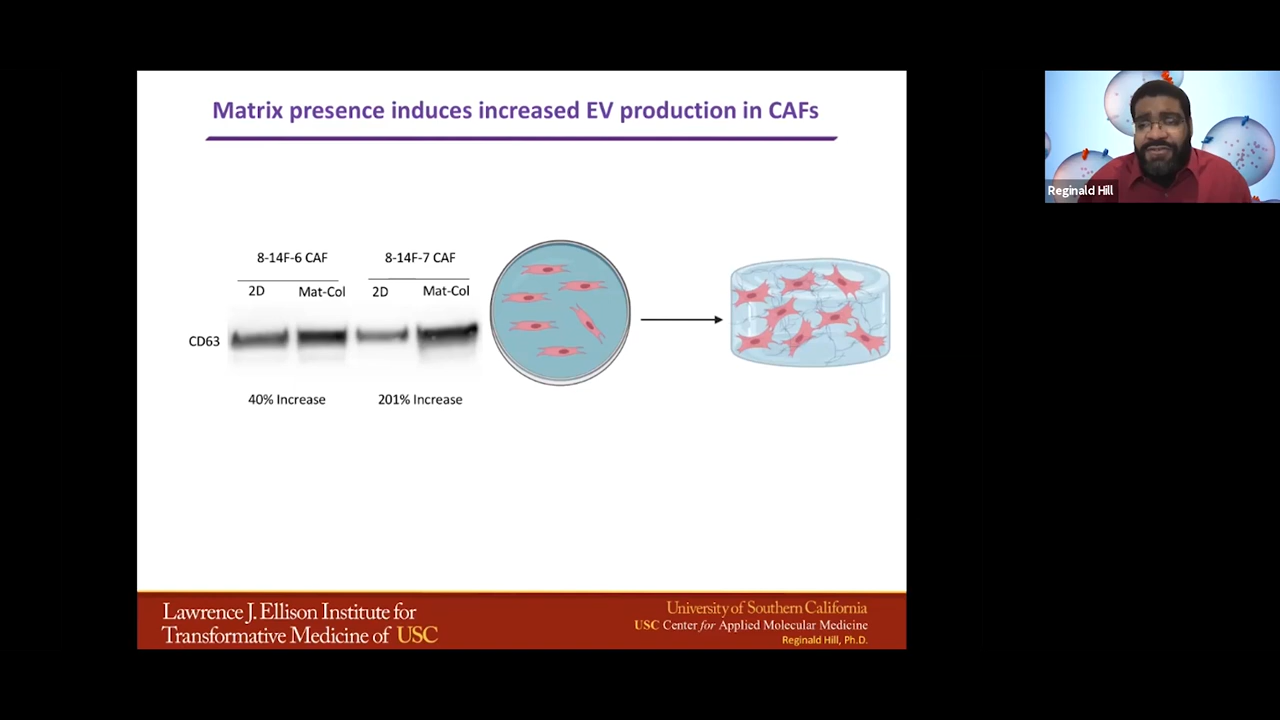 Matrix presence induces increased EV production in CAFs
Reginald Hill
8-14F-6 CAF
8-14F-7 CAF
2D
Mat-Col
2D
Mat-Col
CD63
40% Increase
201% Increase
Lawrence J. Ellison Institute for
Transformative Medicine of USC
University of Southern California
USC Center for Applied Molecular Medicine
Reginald Hill, Ph.D.